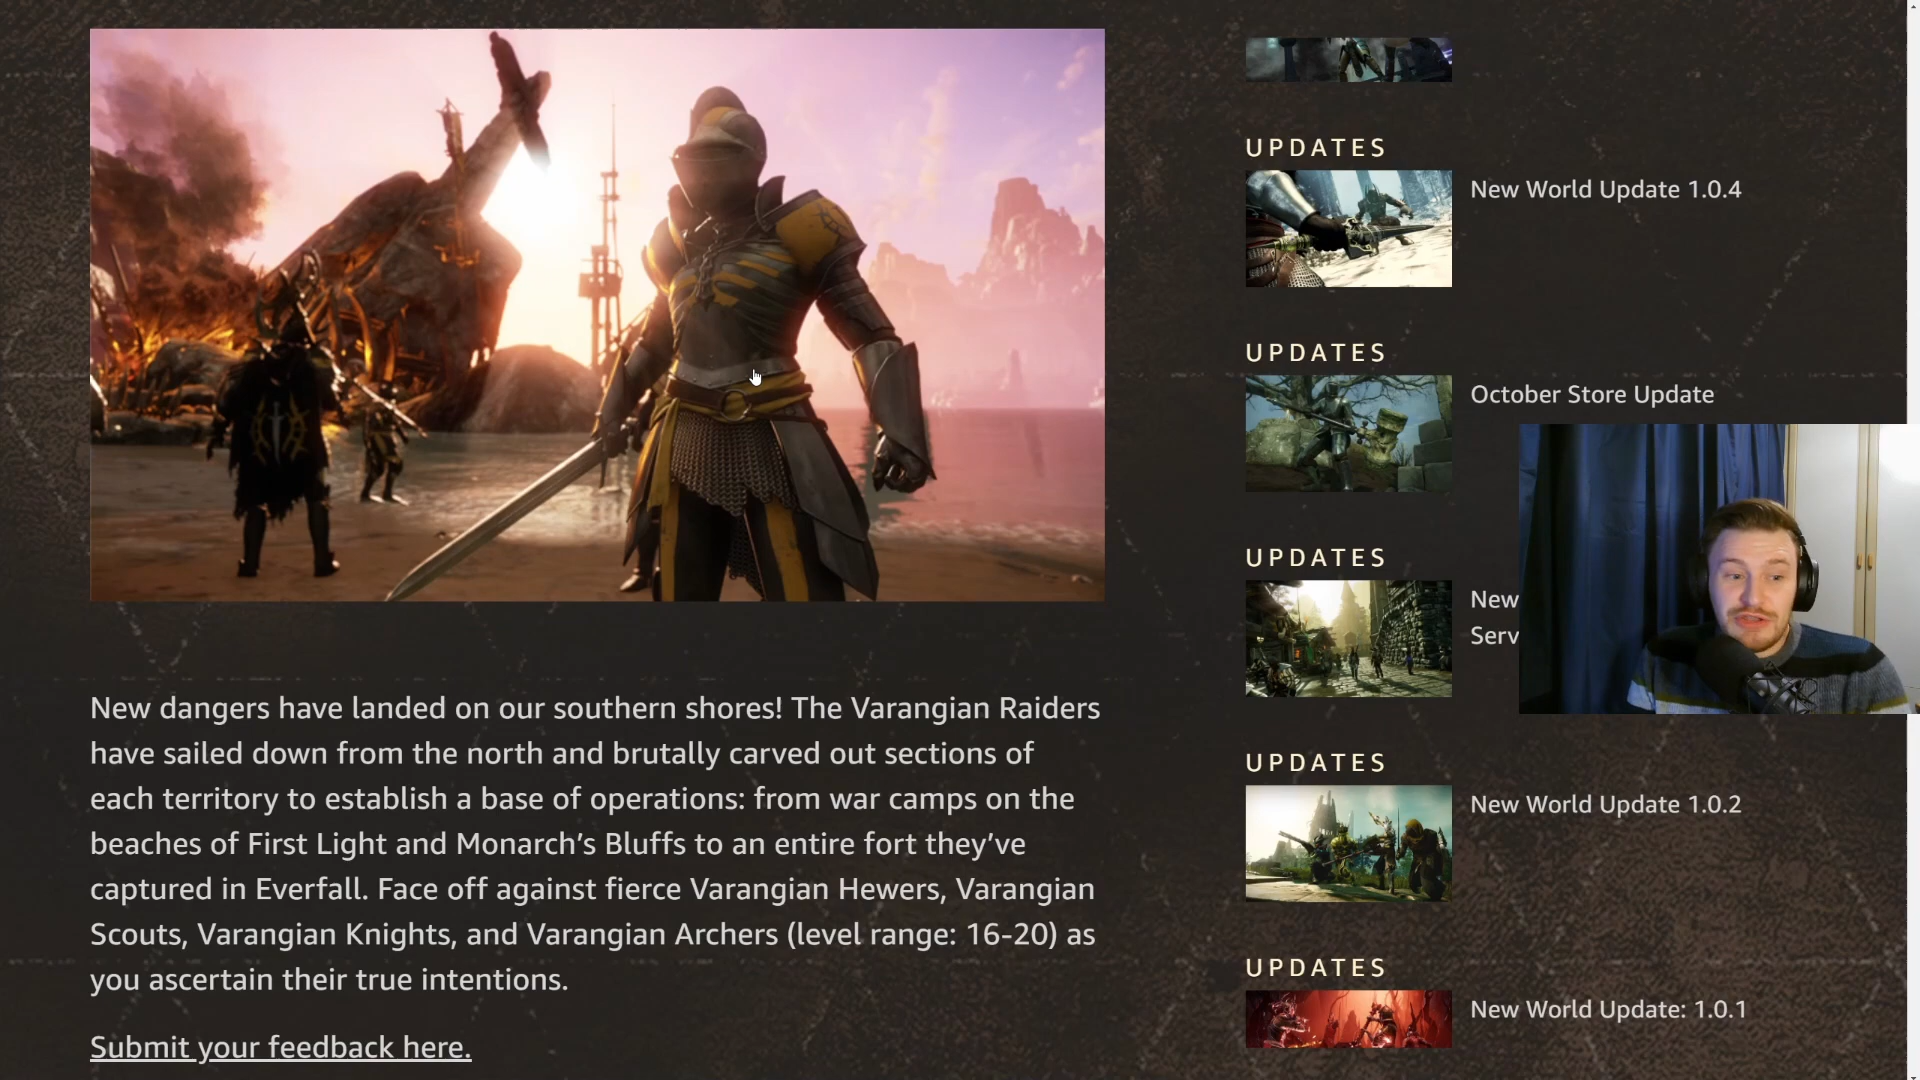 New dangers have landed on our southern shores! The Varangian Raiders
have sailed down from the north and brutally carved out sections of
each territory to establish a base of operations: from war camps on the
beaches of First Light and Monarch's Bluffs to an entire fort they've
captured in Everfall. Face off against fierce Varangian Hewers, Varangian
Scouts, Varangian Knights, and Varangian Archers (level range: 16-20) as
you ascertain their true intentions.
Submit your feedback here.
UPDATES
New World Update 1.0.4
UPDATES
October Store Update
UPDATES
New
Serv
UPDATES
New World Update 1.0.2
UPDATES
New World Update: 1.0.1